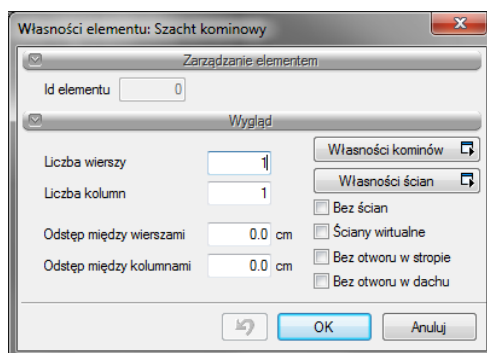 Własności elementu: Szacht kominowy
Zarządzanie elementem
Id elementu 0
Wygląd
Liczba wierszy 1 Własności kominów
Liczba kolumn 1 Własności ścian
Bez ścian
Odstęp między wierszami 0.0 cm Ściany wirtualne
Odstęp między kolumnami 0.0 cm Bez otworu w stropie
Bez otworu w dachu
OK Anuluj